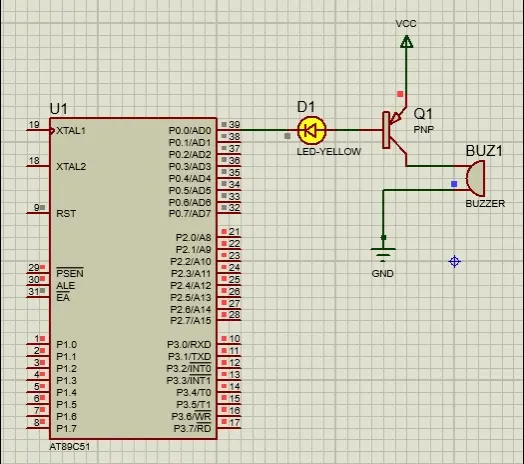 VCC
U1
D1
Q1
PNP
LED-YELLOW
BUZ1
BUZZER
GND
19 XTAL1
18 XTAL2
9 RST
29 PSEN
30 ALE
31 EA
1 P1.0
2 P1.1
3 P1.2
4 P1.3
5 P1.4
6 P1.5
7 P1.6
8 P1.7
P0.0/AD0 39
P0.1/AD1 38
P0.2/AD2 37
P0.3/AD3 36
P0.4/AD4 35
P0.5/AD5 34
P0.6/AD6 33
P0.7/AD7 32
P2.0/A8 21
P2.1/A9 22
P2.2/A10 23
P2.3/A11 24
P2.4/A12 25
P2.5/A13 26
P2.6/A14 27
P2.7/A15 28
P3.0/RXD 10
P3.1/TXD 11
P3.2/INT0 12
P3.3/INT1 13
P3.4/T0 14
P3.5/T1 15
P3.6/WR 16
P3.7/RD 17
AT89C51